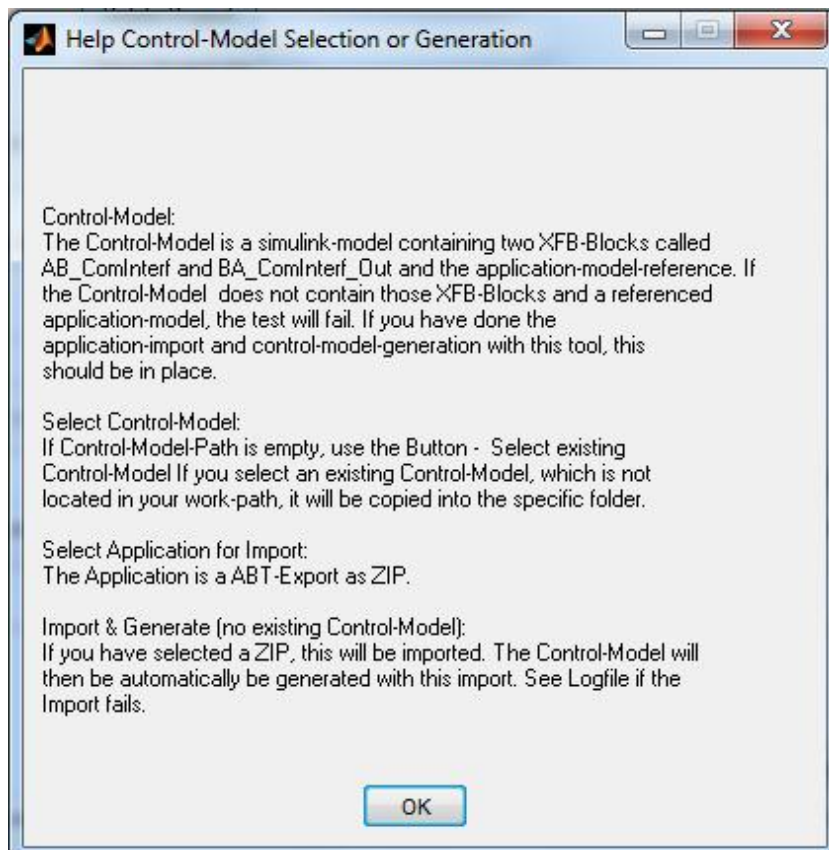 Help Control-Model Selection or Generation
Control-Model:
The Control-Model is a simulink-model containing two XFB-Blocks called
AB_ComInterf and BA_ComInterf_Out and the application-model-reference. If
the Control-Model  does not contain those XFB-Blocks and a referenced
application-model, the test will fail. If you have done the
application-import and control-model-generation with this tool, this
should be in place.
Select Control-Model:
If Control-Model-Path is empty, use the Button -  Select existing
Control-Model If you select an existing Control-Model, which is not
located in your work-path, it will be copied into the specific folder.
Select Application for Import:
The Application is a ABT-Export as ZIP.
Import & Generate (no existing Control-Model):
If you have selected a ZIP, this will be imported. The Control-Model will
then be automatically be generated with this import. See Logfile if the
Import fails.
OK